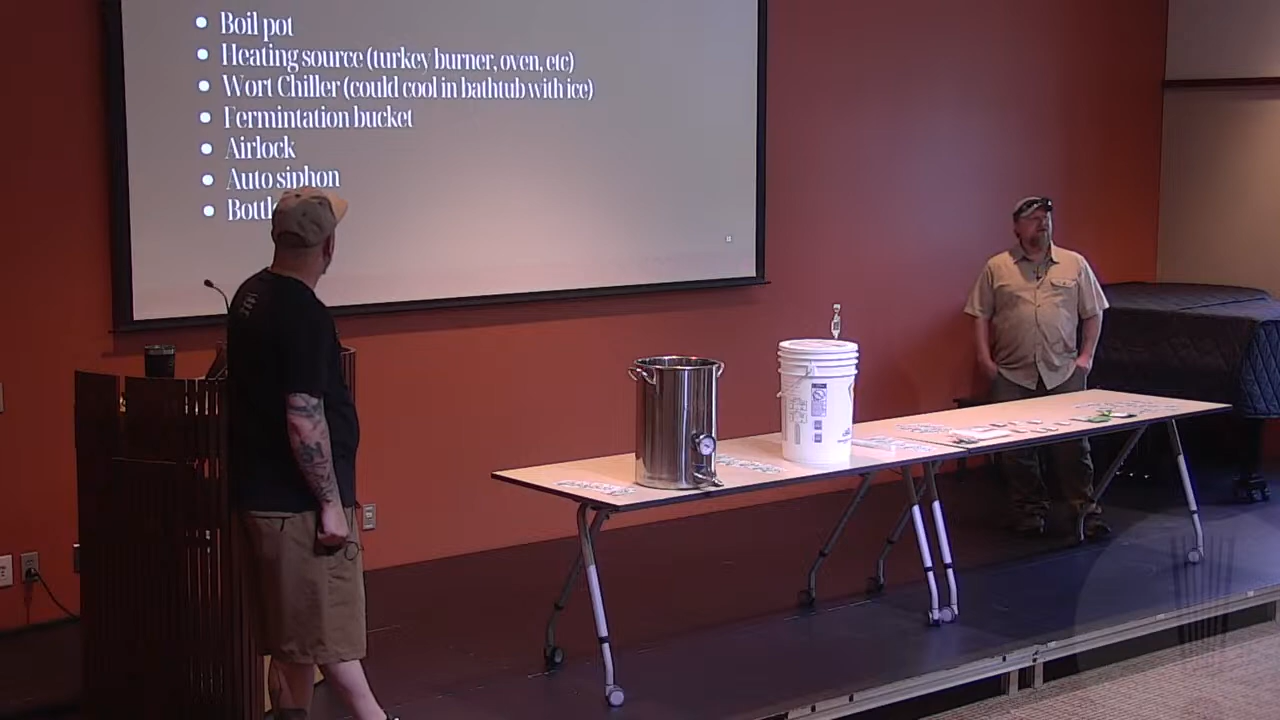 Boil pot
Heating source (turkey burner, oven, etc)
Wort Chiller (could cool in bathtub with ice)
Fermintation bucket
Airlock
Auto siphon